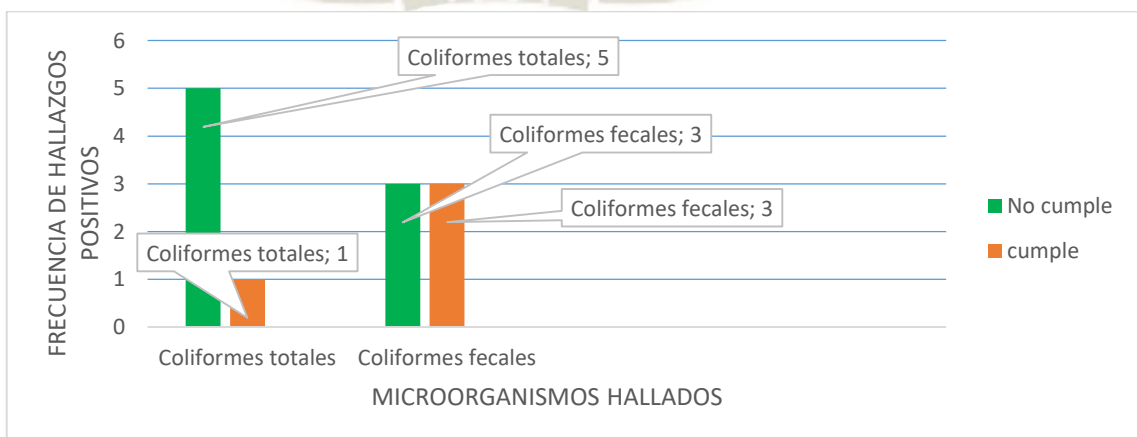 FRECUENCIA DE HALLAZGOS
POSITIVOS
6
5
4
3
2
1
0
Coliformes totales; 5
Coliformes fecales; 3
Coliformes fecales; 3
Coliformes totales; 1
No cumple
cumple
Coliformes totales
Coliformes fecales
MICROORGANISMOS HALLADOS